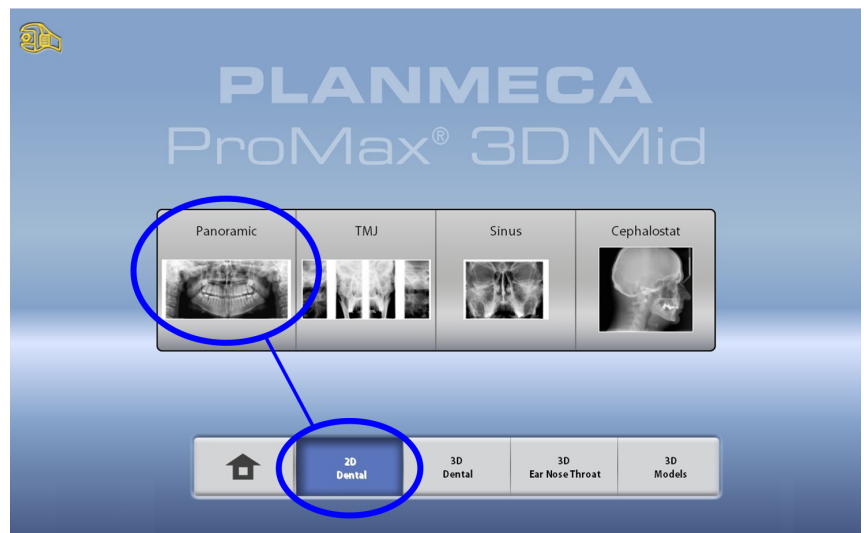 PLANMECA
ProMax® 3D Mid
Panoramic
TMJ
Sinus
Cephalostat
2D
Dental
3D
Dental
3D
Ear Nose Throat
3D
Models